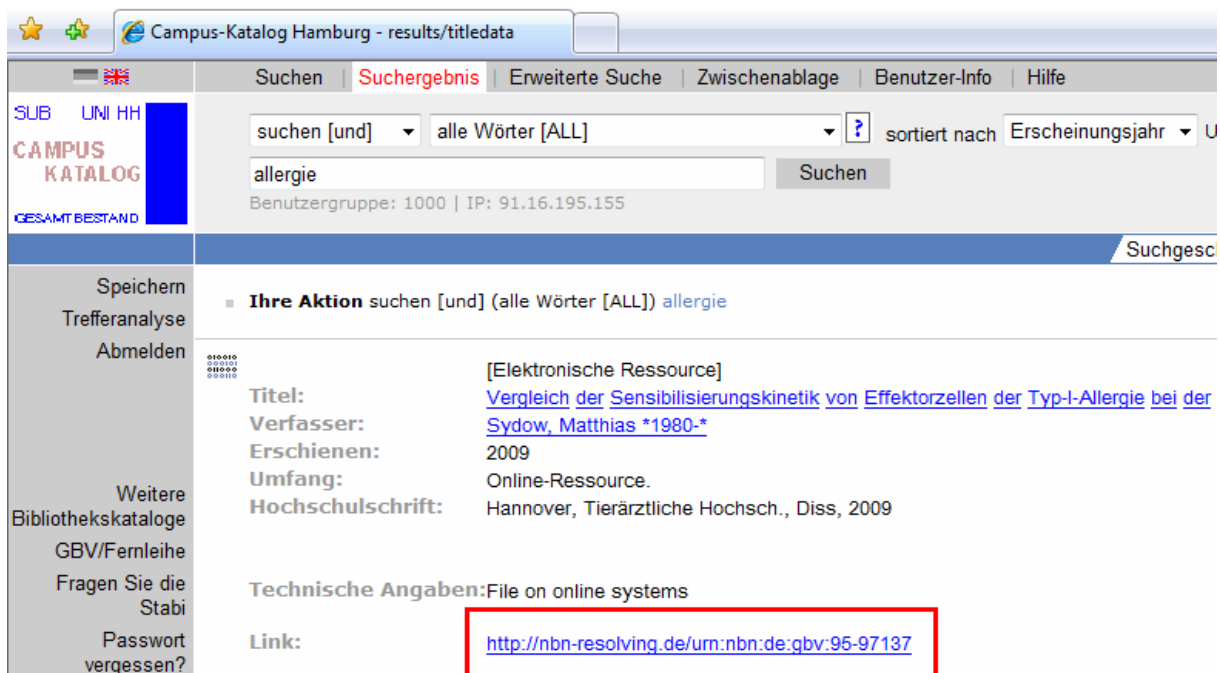 Campus-Katalog Hamburg - results/titledata
Suchen | Suchergebnis | Erweiterte Suche | Zwischenablage | Benutzer-Info | Hilfe
SUB UNI HH
CAMPUS
KATALOG
GESAMTBESTAND
suchen [und] alle Wörter [ALL] ? sortiert nach Erscheinungsjahr U
allergie Suchen
Benutzergruppe: 1000 | IP: 91.16.195.155
Suchgesc
Speichern
Trefferanalyse
Abmelden
Weitere
Bibliothekskataloge
GBV/Fernleihe
Fragen Sie die
Stabi
Passwort
vergessen?
Ihre Aktion suchen [und] (alle Wörter [ALL]) allergie
[Elektronische Ressource]
Titel: Vergleich der Sensibilisierungskinetik von Effektorzellen der Typ-I-Allergie bei der
Verfasser: Sydow, Matthias *1980-*
Erschienen: 2009
Umfang: Online-Ressource.
Hochschulschrift: Hannover, Tierärztliche Hochsch., Diss, 2009
Technische Angaben: File on online systems
Link: http://nbn-resolving.de/urn:nbn:de:gbv:95-97137